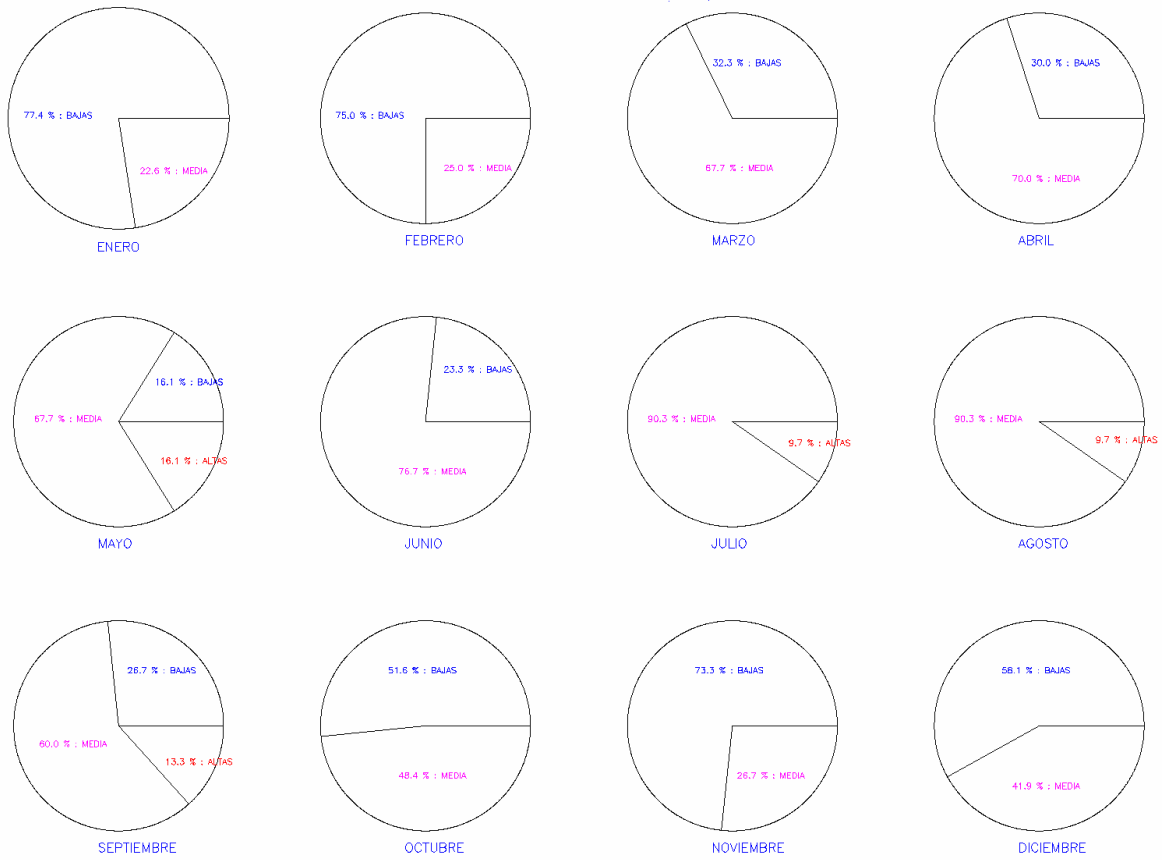 32.3 % : BAJAS
30.0 % : BAJAS
77.4 % : BAJAS
75.0 % : BAJAS
22.6 % : MEDIA
25.0 % : MEDIA
67.7 % : MEDIA
70.0 % : MEDIA
ENERO
FEBRERO
MARZO
ABRIL
16.1 % : BAJAS
23.3 % : BAJAS
67.7 % : MEDIA
90.3 % : MEDIA
90.3 % : MEDIA
9.7 % : ALTAS
9.7 % : ALTAS
16.1 % : ALTAS
76.7 % : MEDIA
MAYO
JUNIO
JULIO
AGOSTO
26.7 % : BAJAS
51.6 % : BAJAS
73.3 % : BAJAS
58.1 % : BAJAS
60.0 % : MEDIA
13.3 % : ALTAS
48.4 % : MEDIA
26.7 % : MEDIA
41.9 % : MEDIA
SEPTIEMBRE
OCTUBRE
NOVIEMBRE
DICIEMBRE